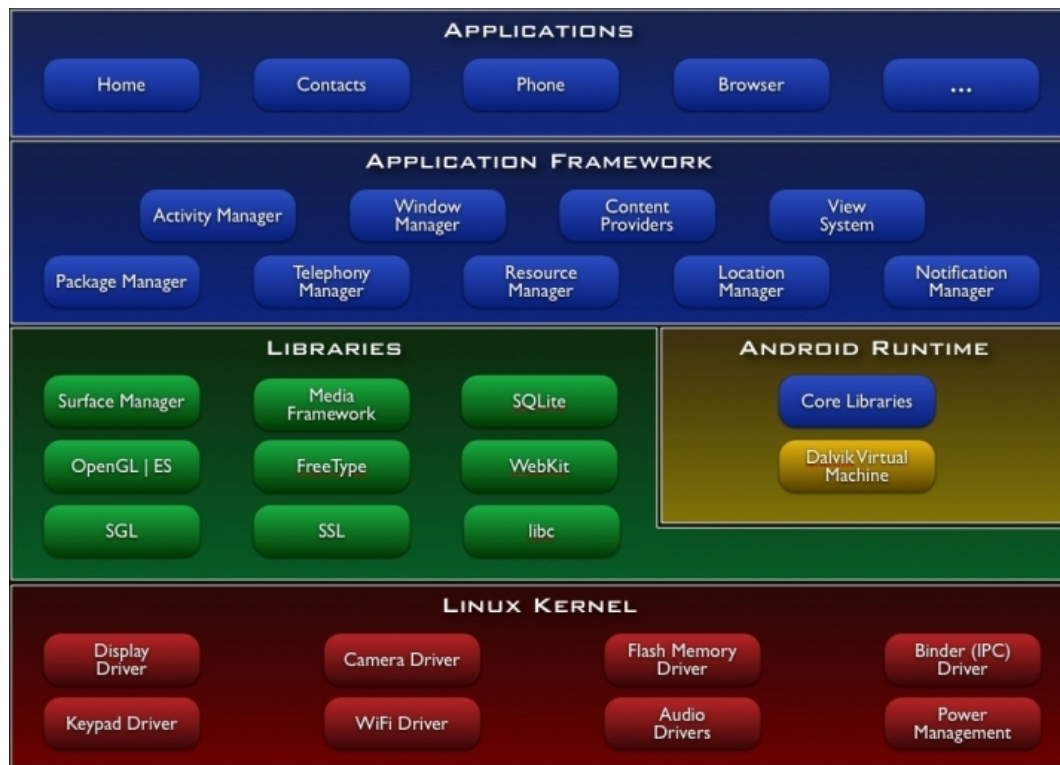 APPLICATIONS
Home
Contacts
Phone
Browser
...
APPLICATION FRAMEWORK
Activity Manager
Window
Manager
Content
Providers
View
System
Package Manager
Telephony
Manager
Resource
Manager
Location
Manager
Notification
Manager
LIBRARIES
Surface Manager
Media
Framework
SQLite
OpenGL | ES
FreeType
WebKit
SGL
SSL
libc
ANDROID RUNTIME
Core Libraries
Dalvik Virtual
Machine
LINUX KERNEL
Display
Driver
Camera Driver
Flash Memory
Driver
Binder (IPC)
Driver
Keypad Driver
WiFi Driver
Audio
Drivers
Power
Management